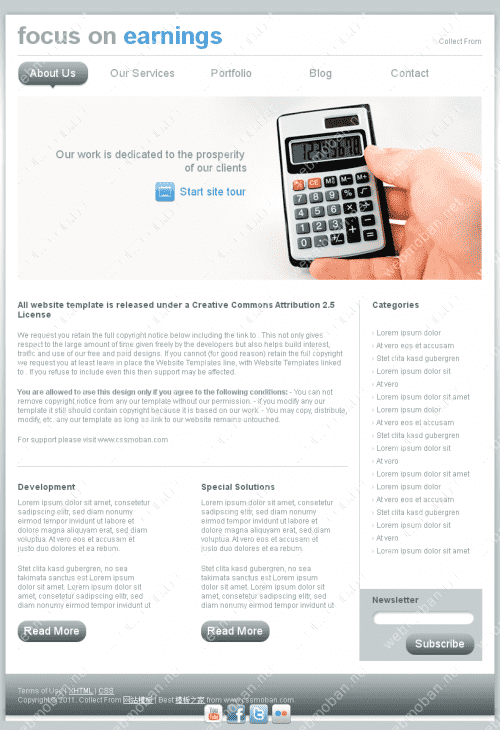 focus on earnings
Collect From
About Us
Our Services
Portfolio
Blog
Contact
Our work is dedicated to the prosperity
of our clients
Start site tour
All website template is released under a Creative Commons Attribution 2.5
License
We request you retain the full copyright notice below including the link to . This not only gives
respect to the large amount of time given freely by the developers but also helps build interest,
traffic and use of our free and paid designs. If you cannot (for good reason) retain the full copyright
we request you at least leave in place the Website Templates line, with Website Templates linked
to . If you refuse to include even this then support may be affected.
You are allowed to use this design only if you agree to the following conditions: - You can not
remove copyright notice from any our template without our permission. - If you modify any our
template it still should contain copyright because it is based on our work. - You may copy, distribute,
modify, etc. any our template as long as link to our website remains untouched.
For support please visit www.cssmoban.com
Development
Lorem ipsum dolor sit amet, consetetur
sadipscing elitr, sed diam nonumy
eirmod tempor invidunt ut labore et
dolore magna aliquyam erat, sed diam
voluptua. At vero eos et accusam et
justo duo dolores et ea rebum.
Stet clita kasd gubergren, no sea
takimata sanctus est Lorem ipsum
dolor sit amet. Lorem ipsum dolor sit
amet, consetetur sadipscing elitr, sed
diam nonumy eirmod tempor invidunt ut
Read More
Special Solutions
Lorem ipsum dolor sit amet, consetetur
sadipscing elitr, sed diam nonumy
eirmod tempor invidunt ut labore et
dolore magna aliquyam erat, sed diam
voluptua. At vero eos et accusam et
justo duo dolores et ea rebum.
Stet clita kasd gubergren, no sea
takimata sanctus est Lorem ipsum
dolor sit amet. Lorem ipsum dolor sit
amet, consetetur sadipscing elitr, sed
diam nonumy eirmod tempor invidunt ut
Read More
Categories
Lorem ipsum dolor
At vero eos et accusam
Stet clita kasd gubergren
Lorem ipsum dolor sit
At vero
Lorem ipsum dolor sit amet
Lorem ipsum dolor
At vero eos et accusam
Stet clita kasd gubergren
Lorem ipsum dolor sit
At vero
Lorem ipsum dolor sit amet
Lorem ipsum dolor
At vero eos et accusam
Stet clita kasd gubergren
Lorem ipsum dolor sit
At vero
Lorem ipsum dolor sit amet
Newsletter
Subscribe
Terms of Use | XHTML | CSS
Copyright © 2011. Collect From 网站模板 | Best 模板之家 from www.cssmoban.com
webmoban.net